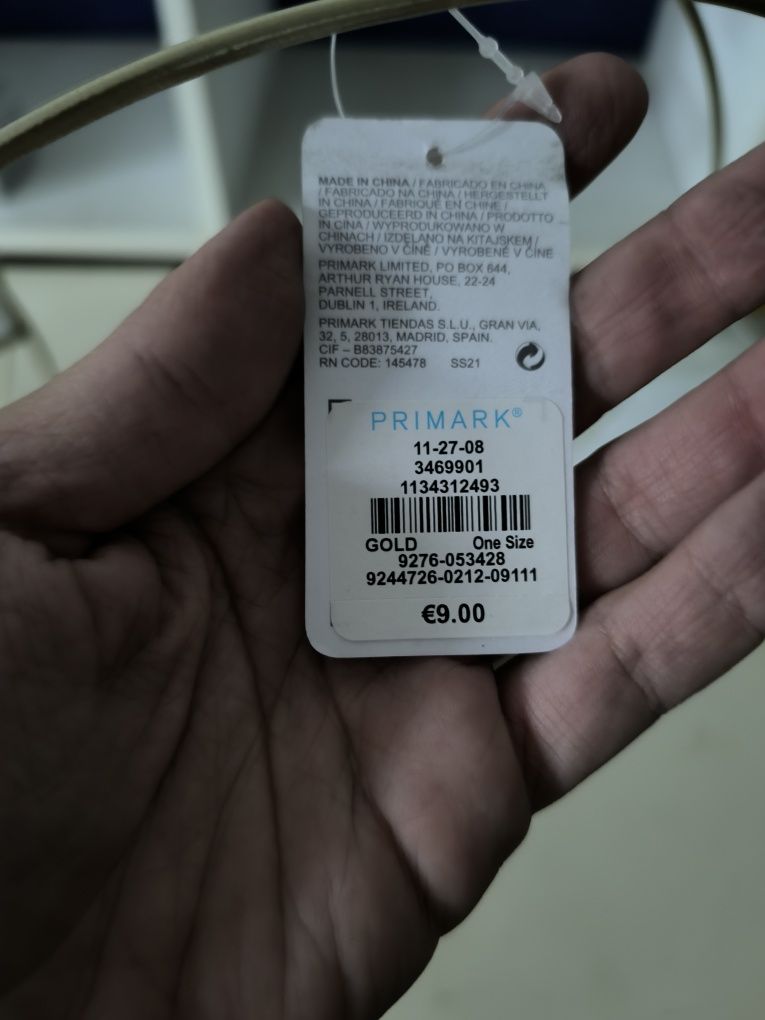 MADE IN CHINA / FABRICADO EN CHINA
/ FABRICADO NA CHINA / HERGESTELLT
IN CHINA / FABRIQUÉ EN CHINE /
GEPRODUCEERD IN CHINA / PRODOTTO
IN CINA / WYPRODUKOWANO W
CHINACH / IZDELANO NA KITAJSKEM /
VYROBENO V ČÍNĚ / VYROBENÉ V ČÍNE
PRIMARK LIMITED, PO BOX 644,
ARTHUR RYAN HOUSE, 22-24
PARNELL STREET,
DUBLIN 1, IRELAND.
PRIMARK TIENDAS S.L.U., GRAN VIA,
32, 5, 28013, MADRID, SPAIN.
CIF – B83875427
RN CODE: 145478 SS21
PRIMARK®
11-27-08
3469901
1134312493
GOLD One Size
9276-053428
9244726-0212-09111
€9.00